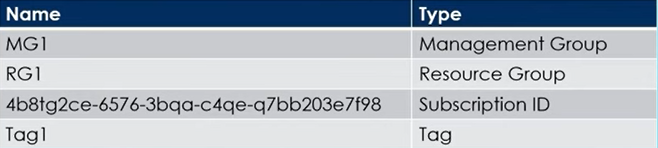 Name Type
MG1 Management Group
RG1 Resource Group
4b8tg2ce-6576-3bqa-c4qe-q7bb203e7f98 Subscription ID
Tag1 Tag